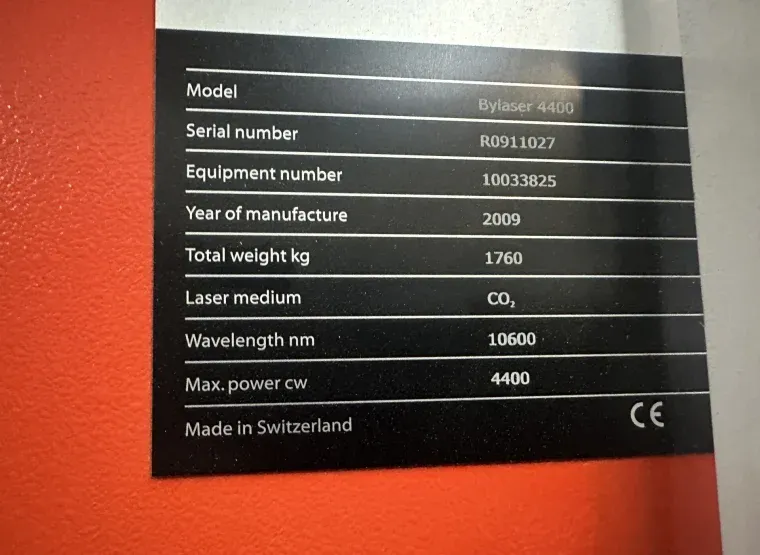 Model Bylaser 4400
Serial number R0911027
Equipment number 10033825
Year of manufacture 2009
Total weight kg 1760
Laser medium CO₂
Wavelength nm 10600
Max. power cw 4400
Made in Switzerland CE